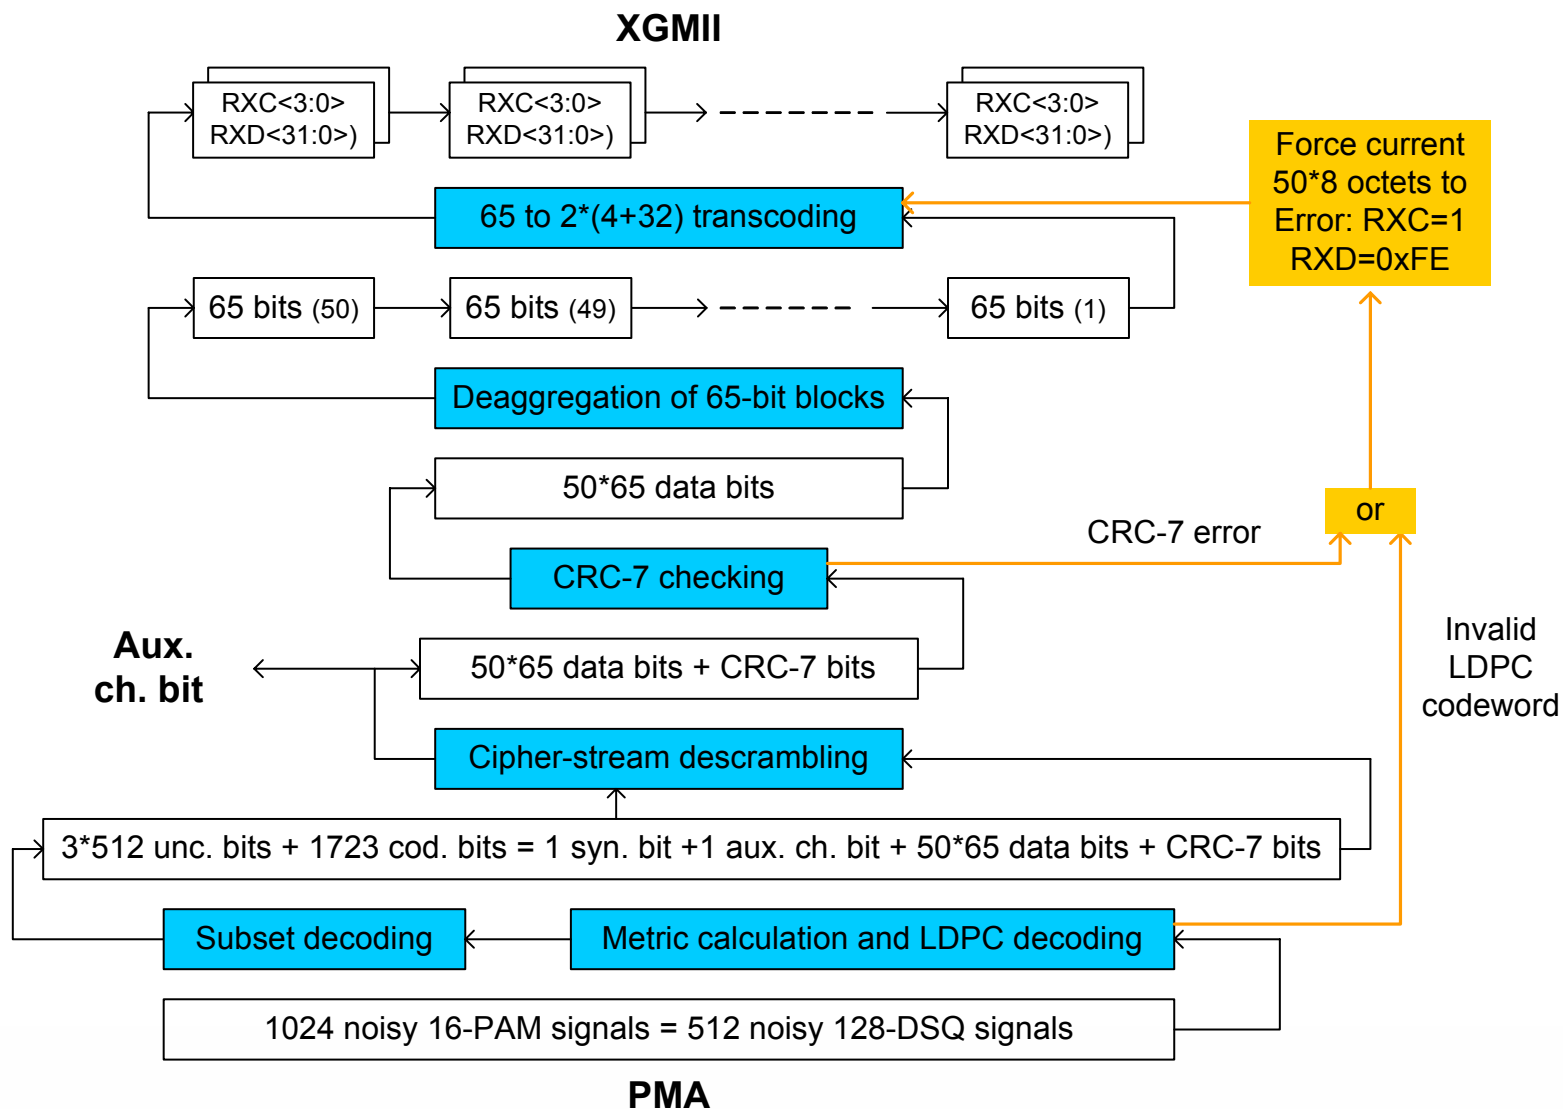 XGMII
RXC<3:0>
RXD<31:0>)
RXC<3:0>
RXD<31:0>)
RXC<3:0>
RXD<31:0>)
Force current
50*8 octets to
Error: RXC=1
RXD=0xFE
65 to 2*(4+32) transcoding
65 bits (50)
65 bits (49)
65 bits (1)
Deaggregation of 65-bit blocks
50*65 data bits
or
CRC-7 error
CRC-7 checking
Aux.
ch. bit
50*65 data bits + CRC-7 bits
Invalid
LDPC
codeword
Cipher-stream descrambling
3*512 unc. bits + 1723 cod. bits = 1 syn. bit +1 aux. ch. bit + 50*65 data bits + CRC-7 bits
Subset decoding
Metric calculation and LDPC decoding
1024 noisy 16-PAM signals = 512 noisy 128-DSQ signals
PMA